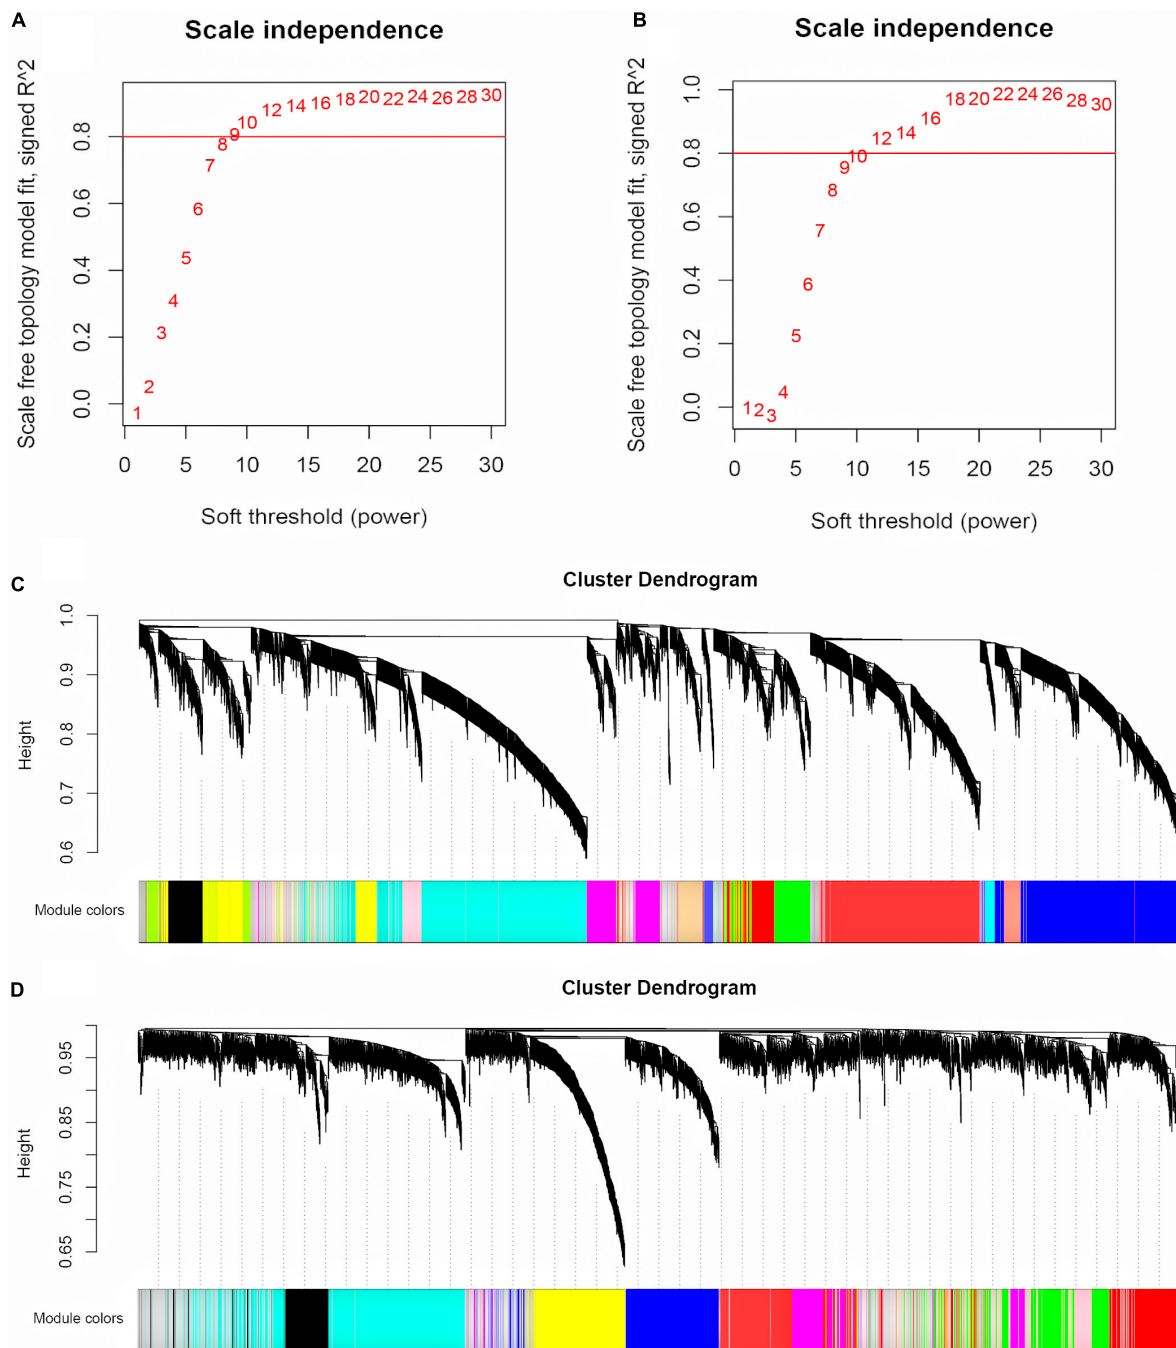 A
Scale independence
Scale free topology model fit, signed R^2
0.0 0.2 0.4 0.6 0.8
1 2 3 4 5 6 7 8 9 10 12 14 16 18 20 22 24 26 28 30
0 5 10 15 20 25 30
Soft threshold (power)
B
Scale independence
Scale free topology model fit, signed R^2
0.0 0.2 0.4 0.6 0.8 1.0
1 2 3 4 5 6 7 8 9 10 12 14 16 18 20 22 24 26 28 30
0 5 10 15 20 25 30
Soft threshold (power)
C
Cluster Dendrogram
Height
0.6 0.7 0.8 0.9 1.0
Module colors
D
Cluster Dendrogram
Height
0.65 0.75 0.85 0.95
Module colors